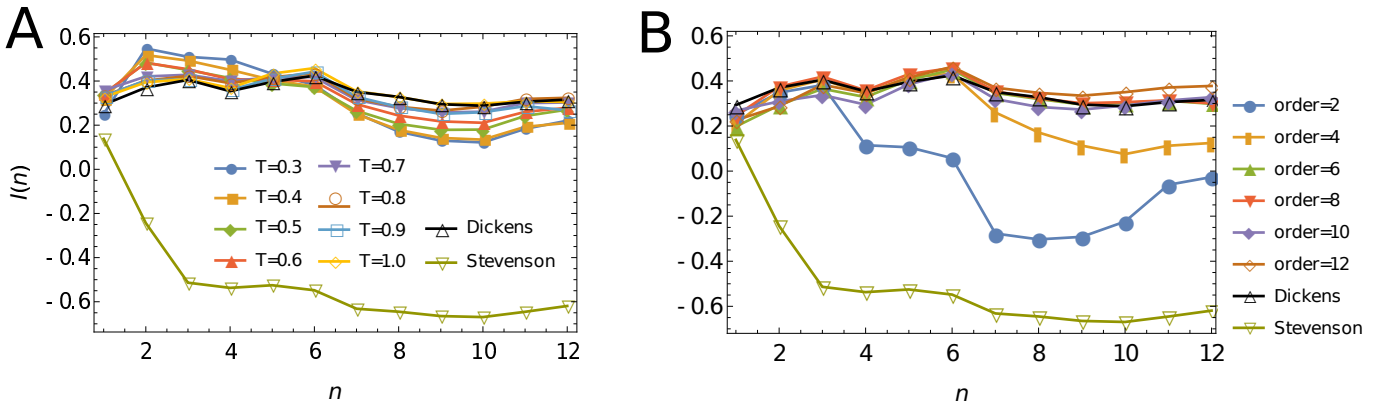 A
0.6
0.4
0.2
0.0
- 0.2
- 0.4
- 0.6
I(n)
T=0.3
T=0.4
T=0.5
T=0.6
T=0.7
T=0.8
T=0.9
T=1.0
Dickens
Stevenson
2 4 6 8 10 12
n
B
0.6
0.4
0.2
0.0
- 0.2
- 0.4
- 0.6
2 4 6 8 10 12
n
order=2
order=4
order=6
order=8
order=10
order=12
Dickens
Stevenson